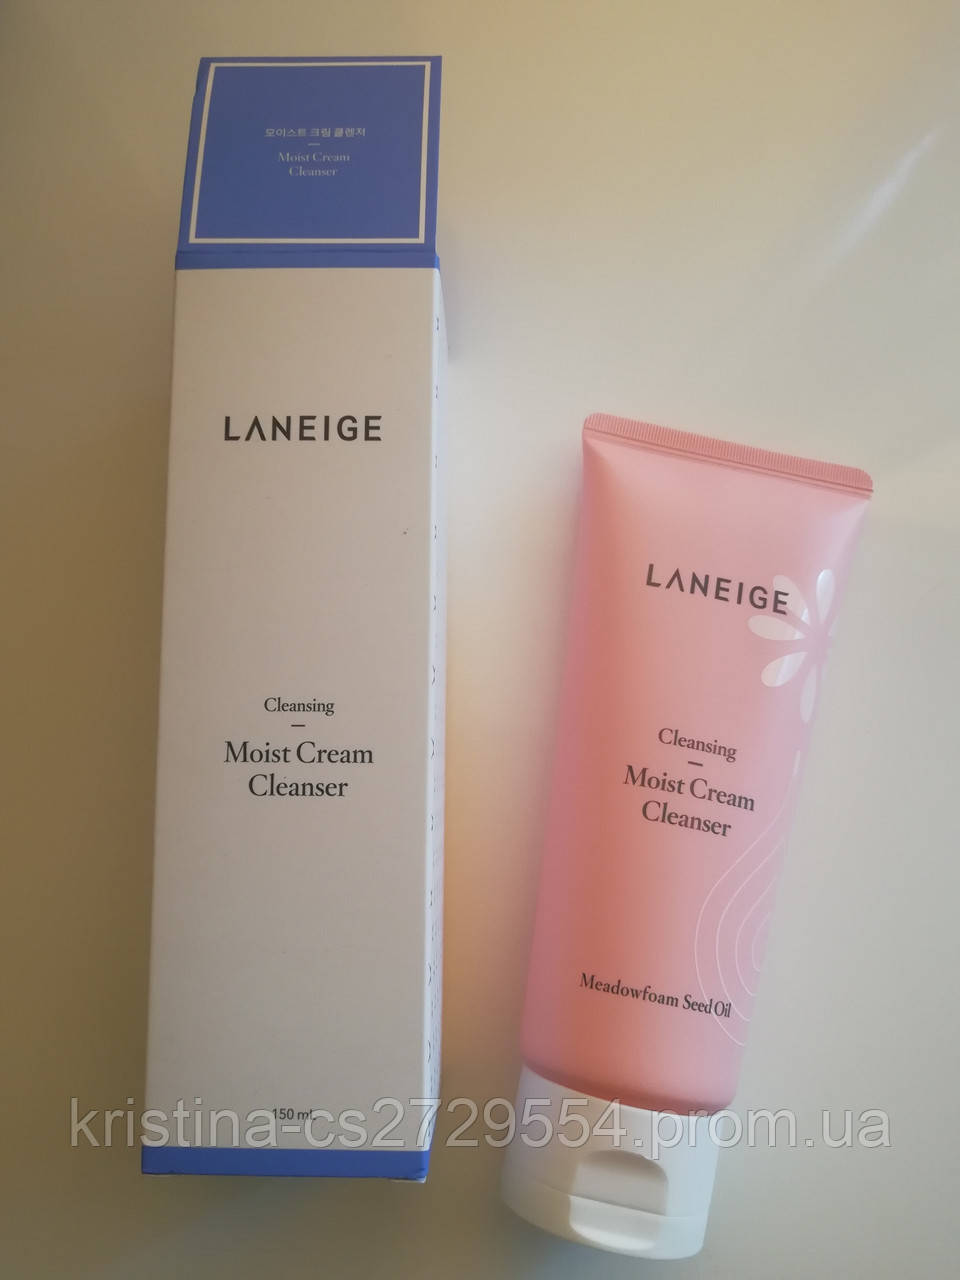 모이스트 크림 클렌저
Moist Cream
Cleanser
LANEIGE
Cleansing
Moist Cream
Cleanser
150 ml
LANEIGE
Cleansing
Moist Cream
Cleanser
Meadowfoam Seed Oil
kristina-cs2729554.prom.ua